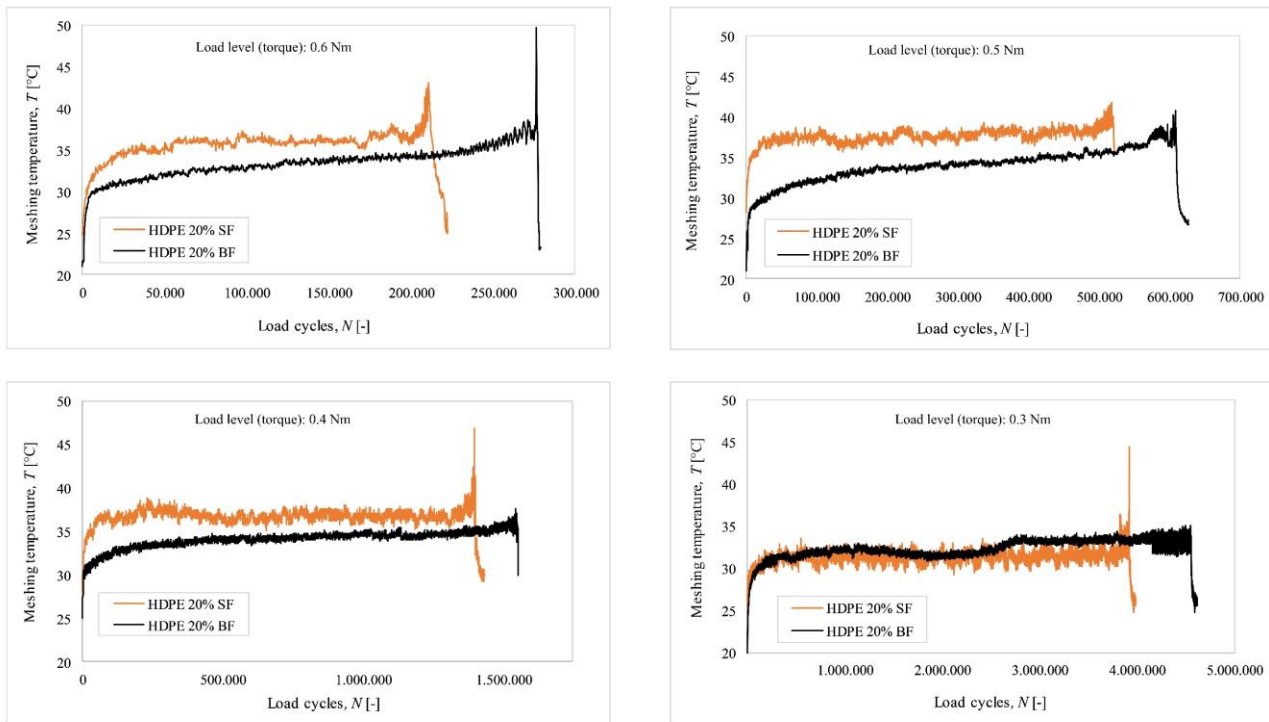 50
45
40
35
30
25
20
Meshing temperature, T [°C]
Load level (torque): 0.6 Nm
HDPE 20% SF
HDPE 20% BF
0 50.000 100.000 150.000 200.000 250.000 300.000
Load cycles, N [-]
50
45
40
35
30
25
20
Meshing temperature, T [°C]
Load level (torque): 0.5 Nm
HDPE 20% SF
HDPE 20% BF
0 100.000 200.000 300.000 400.000 500.000 600.000 700.000
Load cycles, N [-]
50
45
40
35
30
25
20
Meshing temperature, T [°C]
Load level (torque): 0.4 Nm
HDPE 20% SF
HDPE 20% BF
0 500.000 1.000.000 1.500.000
Load cycles, N [-]
50
45
40
35
30
25
20
Meshing temperature, T [°C]
Load level (torque): 0.3 Nm
HDPE 20% SF
HDPE 20% BF
1.000.000 2.000.000 3.000.000 4.000.000 5.000.000
Load cycles, N [-]